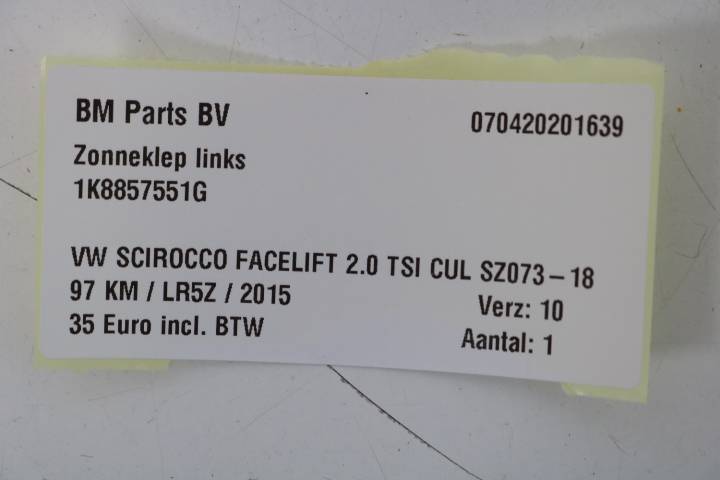 BM Parts BV 070420201639
Zonneklep links
1K8857551G
VW SCIROCCO FACELIFT 2.0 TSI CUL SZ073-18
97 KM / LR5Z / 2015 Verz: 10
35 Euro incl. BTW Aantal: 1